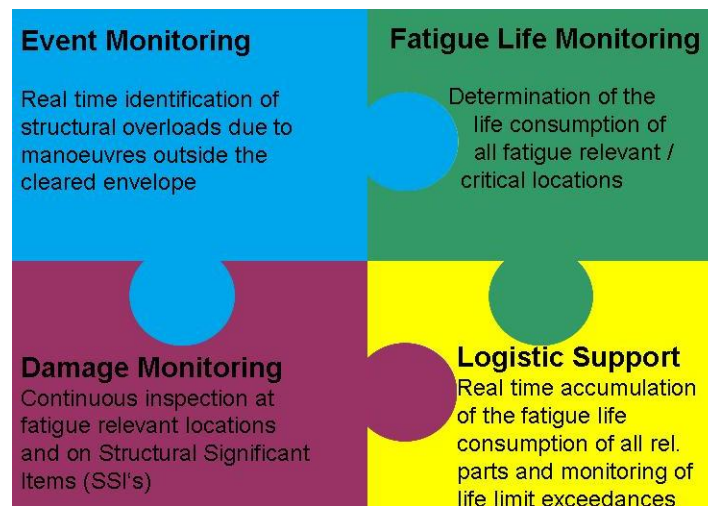 Event Monitoring
Real time identification of
structural overloads due to
manoeuvres outside the
cleared envelope
Fatigue Life Monitoring
Determination of the
life consumption of
all fatigue relevant /
critical locations
Damage Monitoring
Continuous inspection at
fatigue relevant locations
and on Structural Significant
Items (SSI's)
Logistic Support
Real time accumulation
of the fatigue life
consumption of all rel.
parts and monitoring of
life limit exceedances